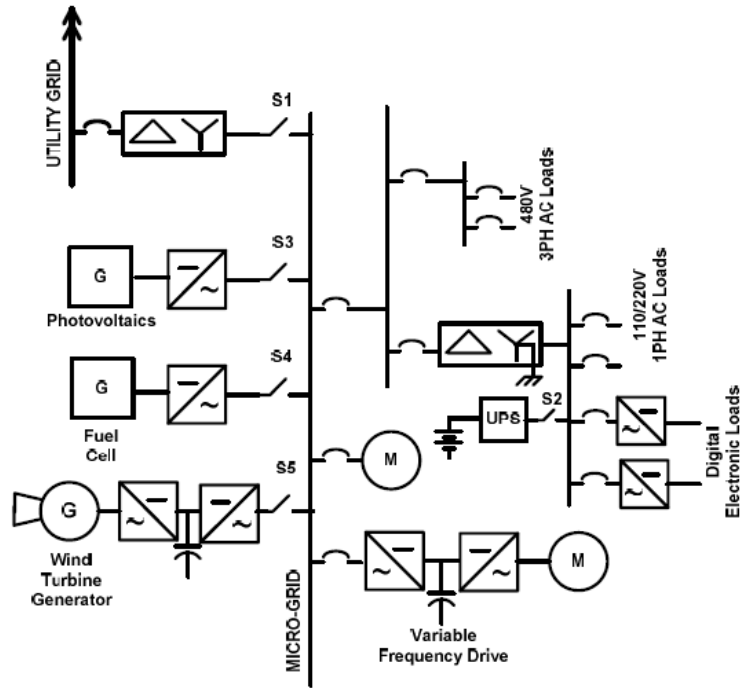 UTILITY GRID
S1
480V
3PH AC Loads
S3
G
Photovoltaics
110/220V
1PH AC Loads
S4
G
Fuel
Cell
UPS
S2
Digital
Electronic Loads
M
S5
G
Wind
Turbine
Generator
MICRO-GRID
M
Variable
Frequency Drive